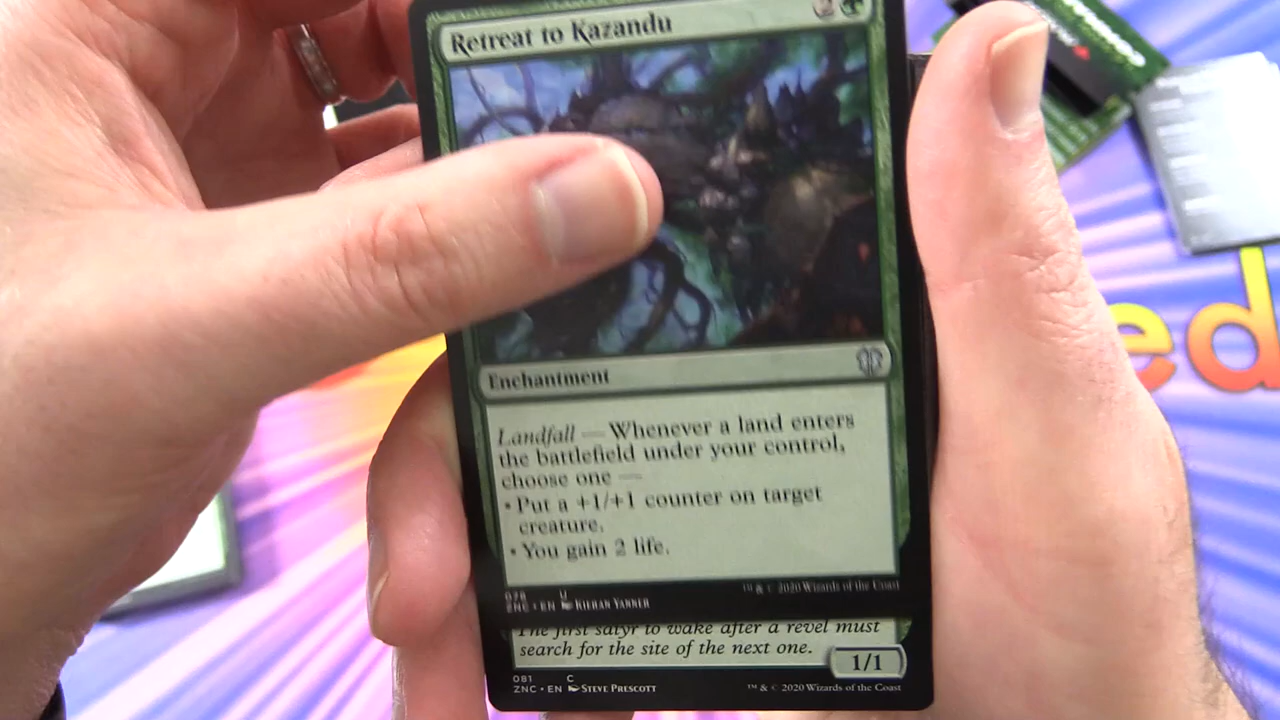 Retreat to Kazandu
2
Enchantment
Landfall — Whenever a land enters
the battlefield under your control,
choose one —
• Put a +1/+1 counter on target
creature.
• You gain 2 life.
078 U
ZNC • EN KIERAN YANNER
™ & © 2020 Wizards of the Coast
The first satyr to wake after a revel must
search for the site of the next one.
1/1
081 C
ZNC • EN STEVE PRESCOTT
™ & © 2020 Wizards of the Coast
ed